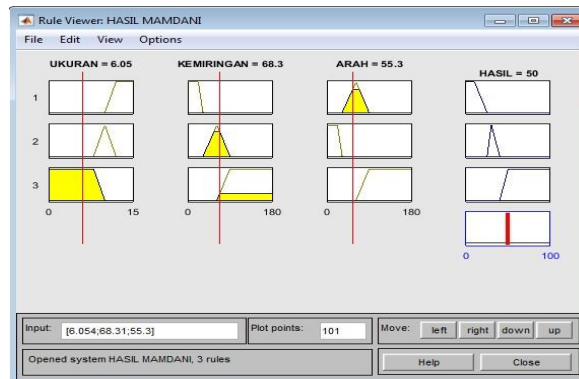 Rule Viewer: HASIL MAMDANI
File Edit View Options
UKURAN = 6.05 KEMIRINGAN = 68.3 ARAH = 55.3 HASIL = 50
1
2
3
0 15 0 180 0 180
0 100
Input: [6.054;68.31;55.3] Plot points: 101 Move: left right down up
Opened system HASIL MAMDANI, 3 rules Help Close